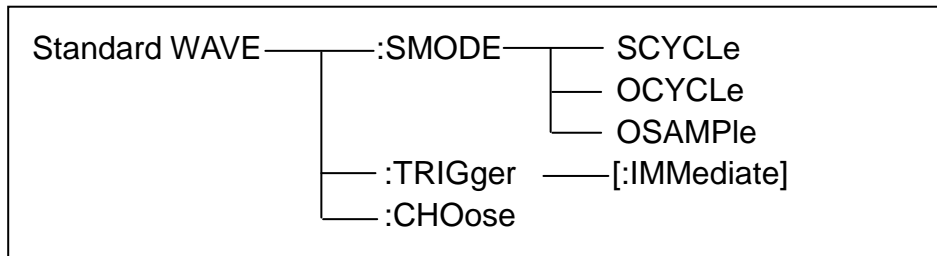 Standard WAVE :SMODE SCYCLe
OCYCLe
OSAMPle
:TRIGger [:IMMediate]
:CHOose